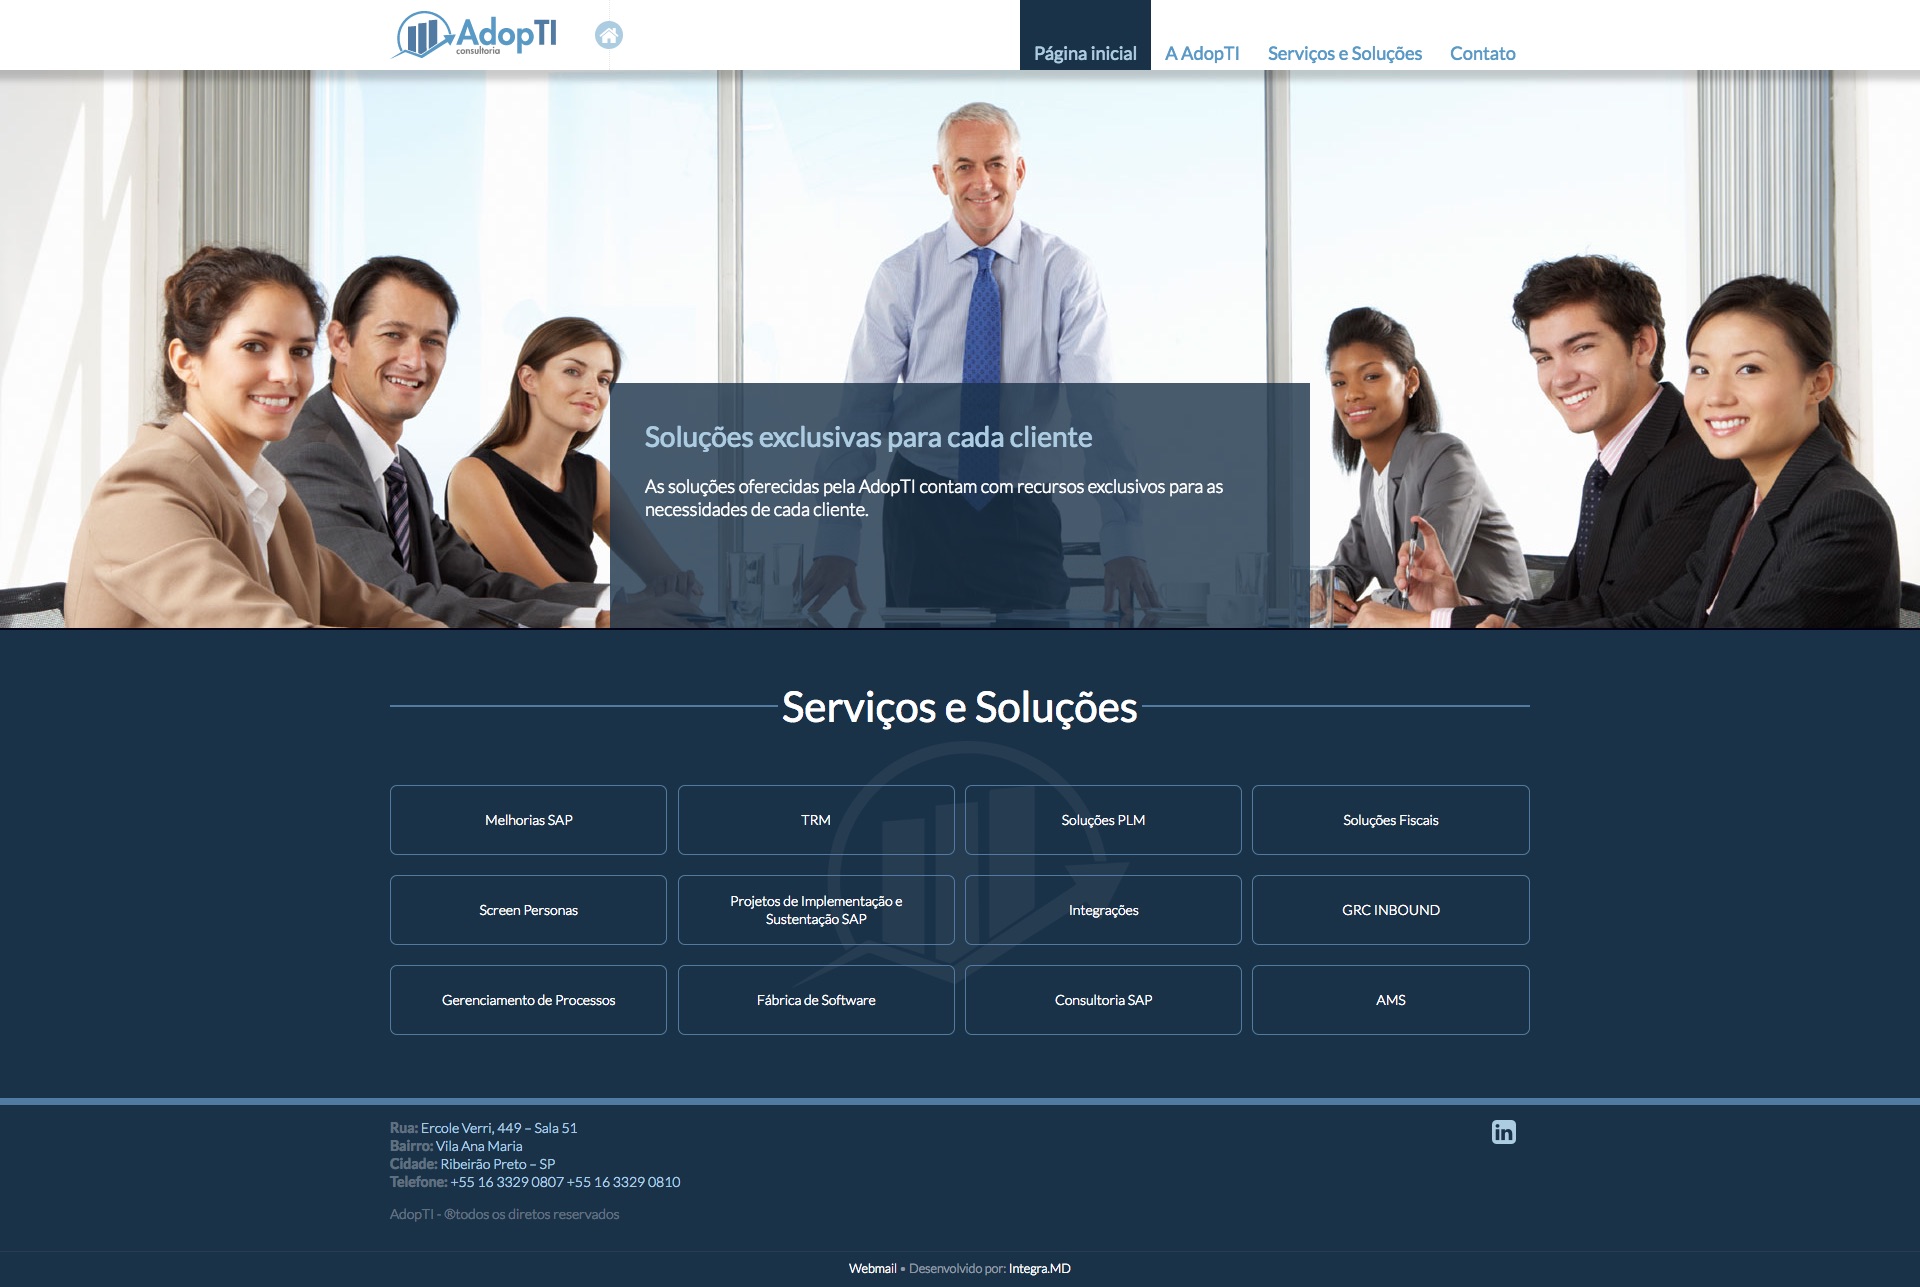 AdopTI
consultoria
Página inicial
A AdopTI
Serviços e Soluções
Contato
Soluções exclusivas para cada cliente
As soluções oferecidas pela AdopTI contam com recursos exclusivos para as
necessidades de cada cliente.
Serviços e Soluções
Melhorias SAP
TRM
Soluções PLM
Soluções Fiscais
Screen Personas
Projetos de Implementação e
Sustentação SAP
Integrações
GRC INBOUND
Gerenciamento de Processos
Fábrica de Software
Consultoria SAP
AMS
Rua: Ercole Verri, 449 – Sala 51
Bairro: Vila Ana Maria
Cidade: Ribeirão Preto – SP
Telefone: +55 16 3329 0807 +55 16 3329 0810
in
AdopTI - ®todos os diretos reservados
Webmail • Desenvolvido por: Integra.MD